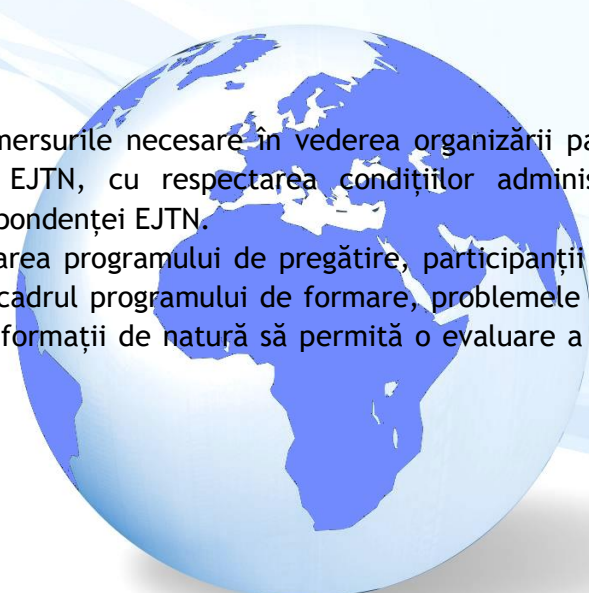 mersurile necesare în vederea organizării pa
EJTN, cu respectarea condițiilor adminis
pondenței EJTN.
area programului de pregătire, participanții
cadrul programului de formare, problemele
formații de natură să permită o evaluare a